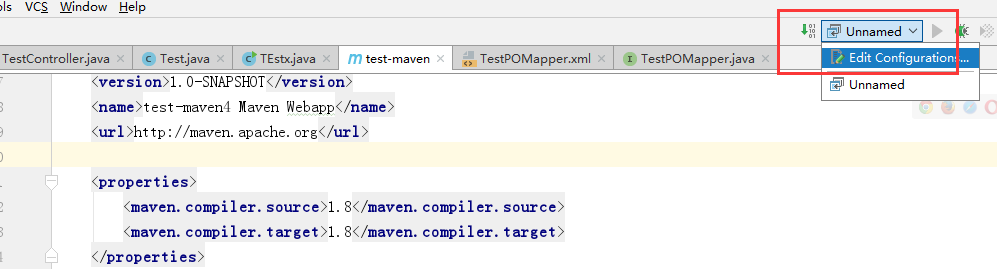 ols VCS Window Help
Unnamed
TestController.java Test.java TEstx.java test-maven TestPOMapper.xml TestPOMapper.java
Edit Configurations...
Unnamed
7 <version>1.0-SNAPSHOT</version>
8 <name>test-maven4 Maven Webapp</name>
9 <url>http://maven.apache.org</url>
0
1 <properties>
2 <maven.compiler.source>1.8</maven.compiler.source>
3 <maven.compiler.target>1.8</maven.compiler.target>
4 </properties>